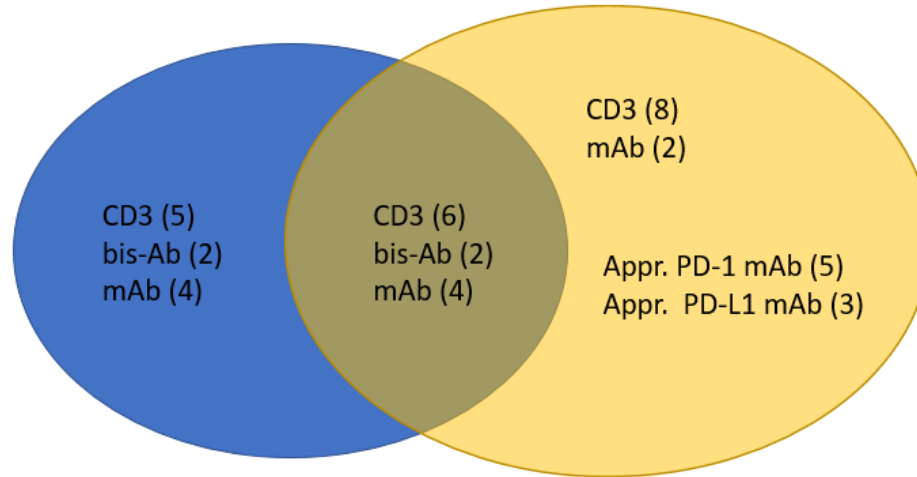 CD3 (8)
mAb (2)
CD3 (5)
bis-Ab (2)
mAb (4)
CD3 (6)
bis-Ab (2)
mAb (4)
Appr. PD-1 mAb (5)
Appr.  PD-L1 mAb (3)